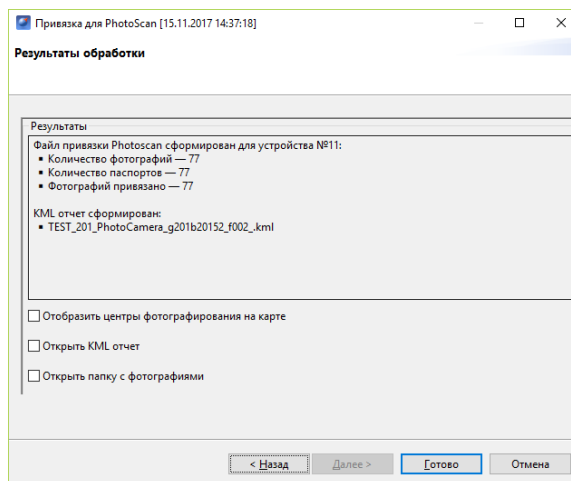 Привязка для PhotoScan [15.11.2017 14:37:18]
Результаты обработки
Результаты
Файл привязки Photoscan сформирован для устройства №11:
▪ Количество фотографий — 77
▪ Количество паспортов — 77
▪ Фотографий привязано — 77
KML отчет сформирован:
▪ TEST_201_PhotoCamera_g201b20152_f002_.kml
Отобразить центры фотографирования на карте
Открыть KML отчет
Открыть папку с фотографиями
< Назад Далее > Готово Отмена